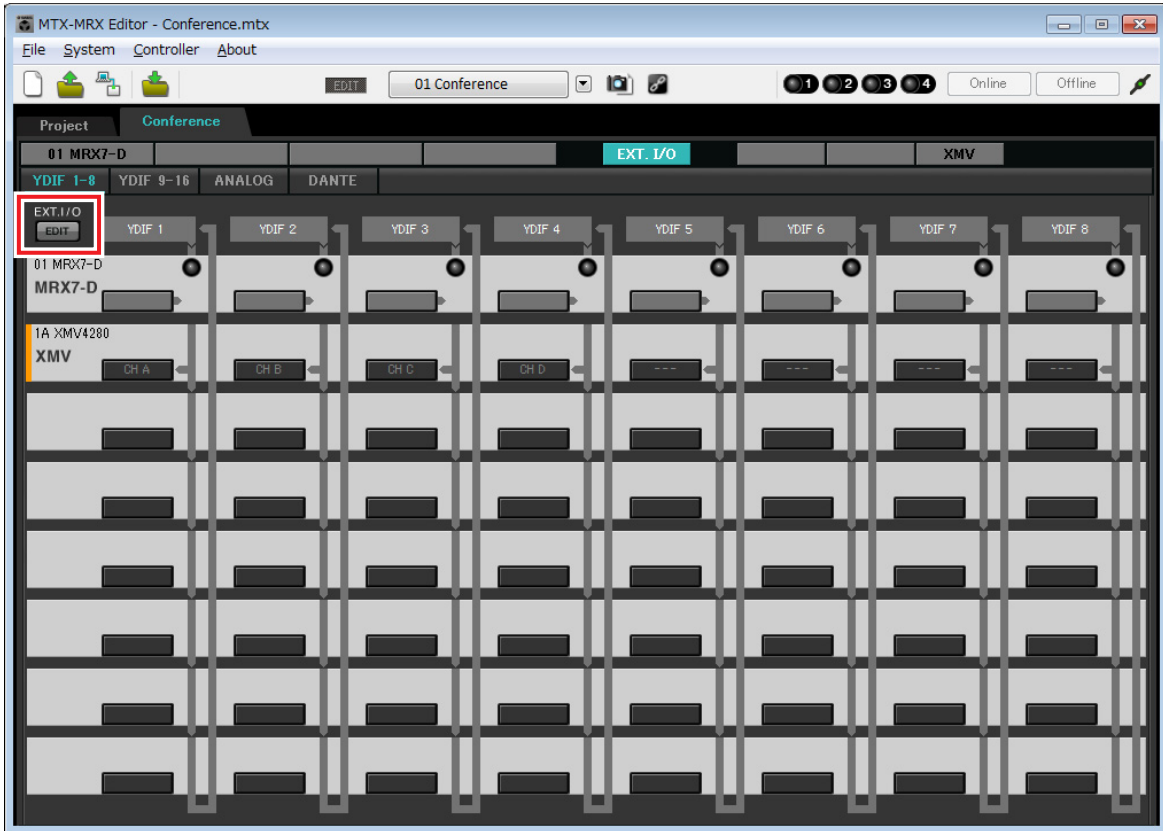 MTX-MRX Editor - Conference.mtx
File System Controller About
EDIT 01 Conference 1 2 3 4 Online Offline
Project Conference
01 MRX7-D EXT. I/O XMV
YDIF 1-8 YDIF 9-16 ANALOG DANTE
EXT.I/O
EDIT YDIF 1 YDIF 2 YDIF 3 YDIF 4 YDIF 5 YDIF 6 YDIF 7 YDIF 8
01 MRX7-D
MRX7-D
1A XMV4280
XMV
CH A CH B CH C CH D --- --- --- ---